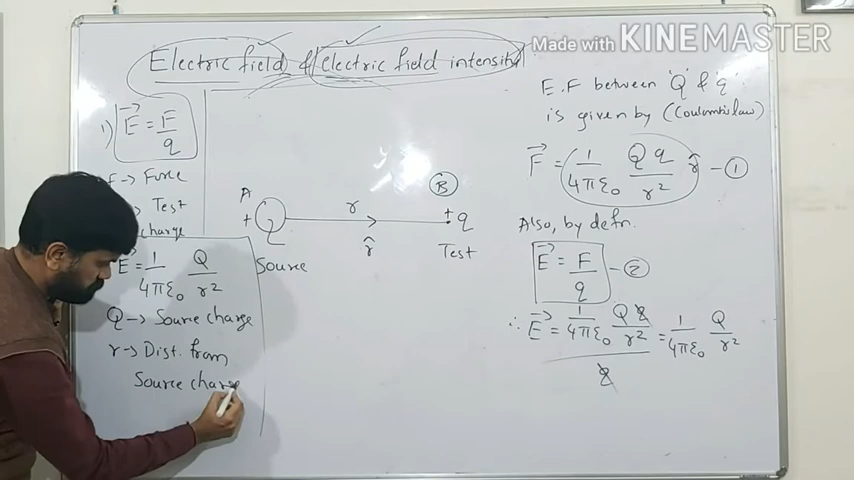 Made with KINEMASTER
Electric field & electric field intensity
1) E→ = F/q
F → Force
→ Test
charge
E→ = 1/4πε₀ Q/r²
Q → Source charge
r → Dist. from
Source charge
A
+ Q
Source
r
r̂
B
+q
Test
E.F between 'Q' & 'q'
is given by (Coulomb's law)
F→ = 1/4πε₀ Qq/r² r̂ — 1
Also, by defn.
E→ = F/q — 2
∴ E→ = 1/4πε₀ Qq/r² / q = 1/4πε₀ Q/r²